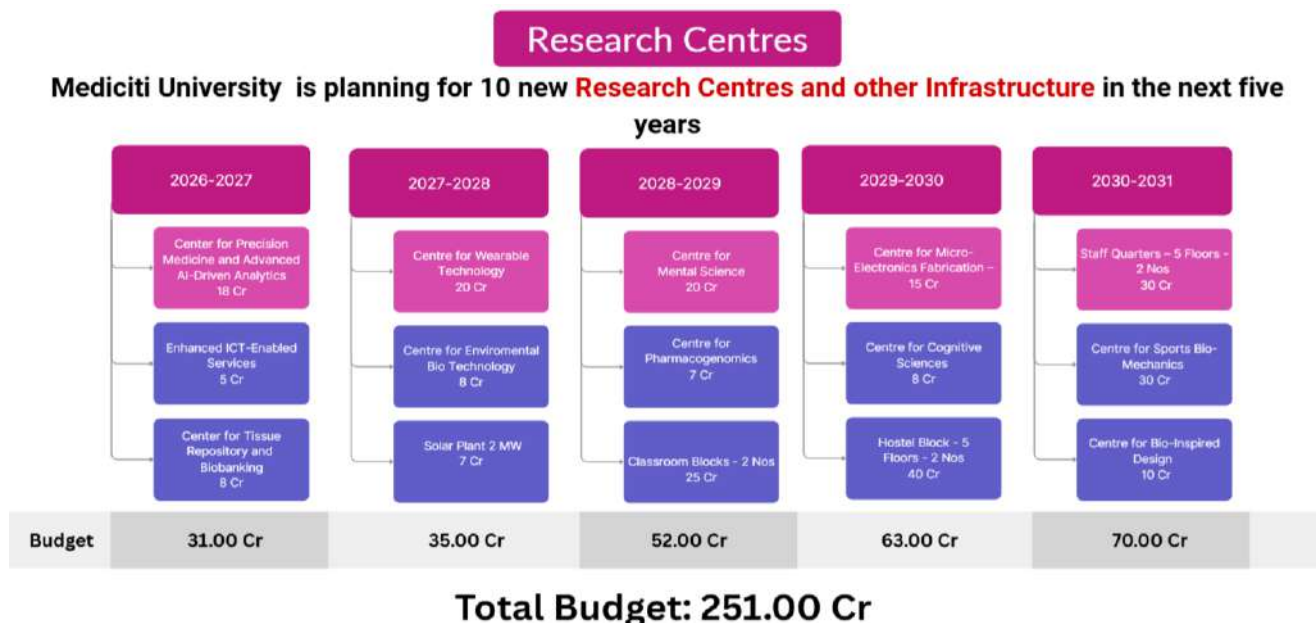 Research Centres
Mediciti University is planning for 10 new Research Centres and other Infrastructure in the next five
years
2026-2027
Center for Precision
Medicine and Advanced
AI-Driven Analytics
18 Cr
Enhanced ICT-Enabled
Services
5 Cr
Center for Tissue
Repository and
Biobanking
8 Cr
2027-2028
Centre for Wearable
Technology
20 Cr
Centre for Enviromental
Bio Technology
8 Cr
Solar Plant 2 MW
7 Cr
2028-2029
Centre for
Mental Science
20 Cr
Centre for
Pharmacogenomics
7 Cr
Classroom Blocks - 2 Nos
25 Cr
2029-2030
Centre for Micro-
Electronics Fabrication –
15 Cr
Centre for Cognitive
Sciences
8 Cr
Hostel Block - 5
Floors - 2 Nos
40 Cr
2030-2031
Staff Quarters – 5 Floors -
2 Nos
30 Cr
Centre for Sports Bio-
Mechanics
30 Cr
Centre for Bio-Inspired
Design
10 Cr
Budget 31.00 Cr 35.00 Cr 52.00 Cr 63.00 Cr 70.00 Cr
Total Budget: 251.00 Cr